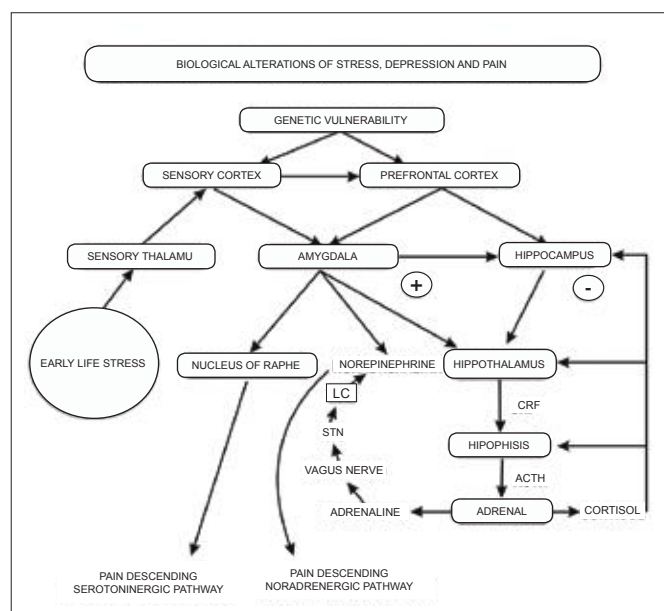 BIOLOGICAL ALTERATIONS OF STRESS, DEPRESSION AND PAIN
GENETIC VULNERABILITY
SENSORY CORTEX
PREFRONTAL CORTEX
SENSORY THALAMU
AMYGDALA
HIPPOCAMPUS
+
-
EARLY LIFE STRESS
NUCLEUS OF RAPHE
NOREPINEPHRINE
HIPPOTHALAMUS
LC
CRF
STN
HIPOPHISIS
VAGUS NERVE
ACTH
ADRENALINE
ADRENAL
CORTISOL
PAIN DESCENDING
SEROTONINERGIC PATHWAY
PAIN DESCENDING
NORADRENERGIC PATHWAY